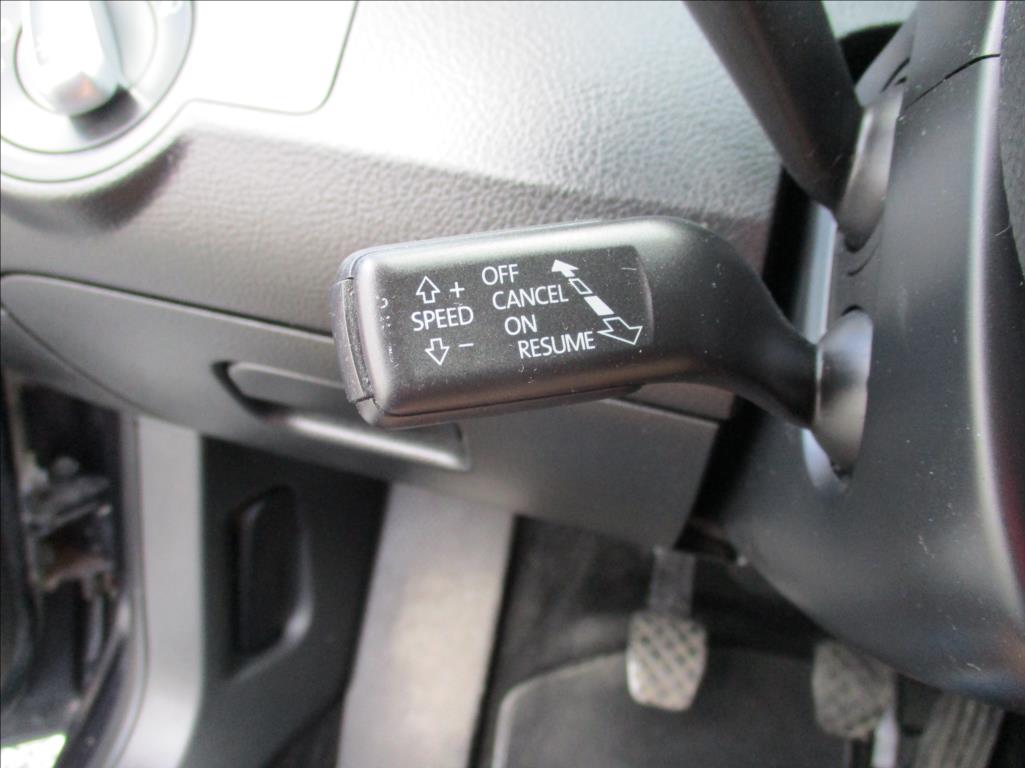 +
SPEED
−
OFF
CANCEL
ON
RESUME